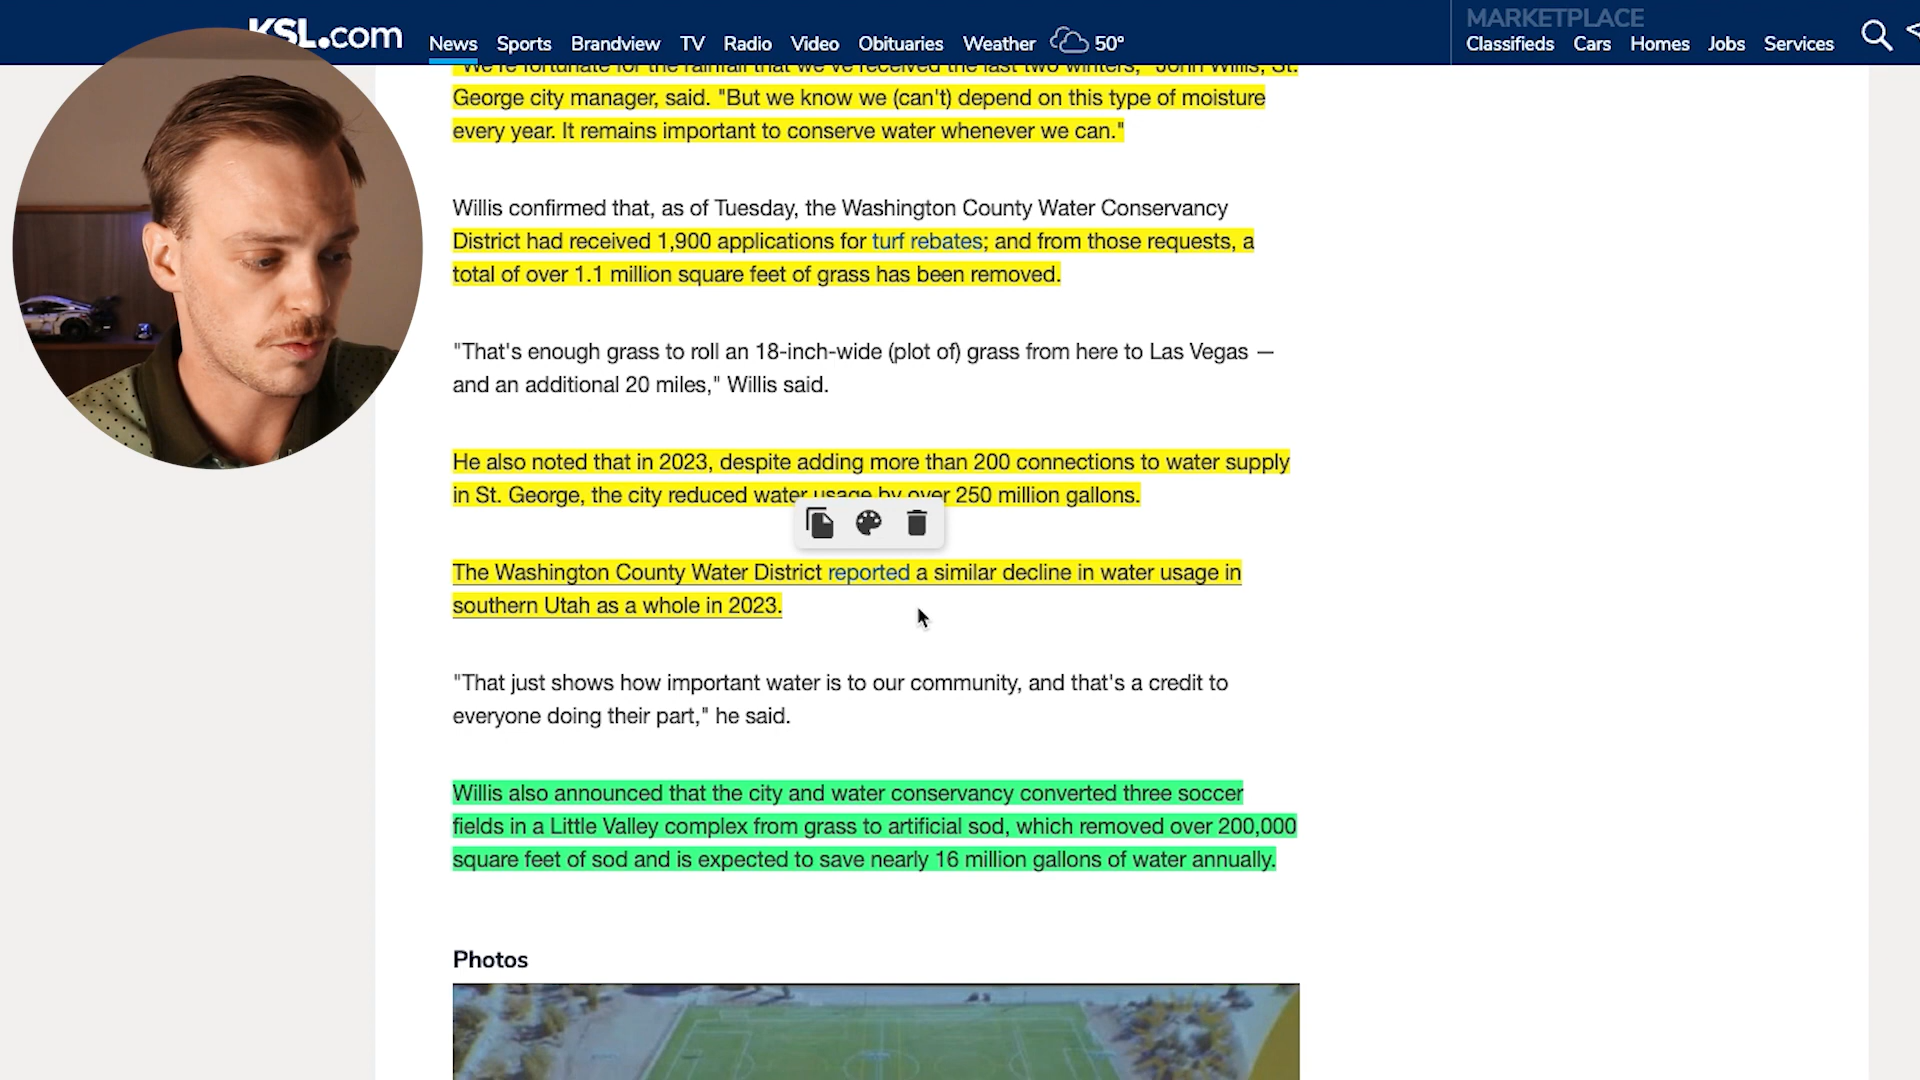 KSL.com
News Sports Brandview TV Radio Video Obituaries Weather 50°
MARKETPLACE
Classifieds Cars Homes Jobs Services
"We're fortunate for the rainfall that we've received the last two winters," John Willis, St.
George city manager, said. "But we know we (can't) depend on this type of moisture
every year. It remains important to conserve water whenever we can."
Willis confirmed that, as of Tuesday, the Washington County Water Conservancy
District had received 1,900 applications for turf rebates; and from those requests, a
total of over 1.1 million square feet of grass has been removed.
"That's enough grass to roll an 18-inch-wide (plot of) grass from here to Las Vegas —
and an additional 20 miles," Willis said.
He also noted that in 2023, despite adding more than 200 connections to water supply
in St. George, the city reduced water usage by over 250 million gallons.
The Washington County Water District reported a similar decline in water usage in
southern Utah as a whole in 2023.
"That just shows how important water is to our community, and that's a credit to
everyone doing their part," he said.
Willis also announced that the city and water conservancy converted three soccer
fields in a Little Valley complex from grass to artificial sod, which removed over 200,000
square feet of sod and is expected to save nearly 16 million gallons of water annually.
Photos